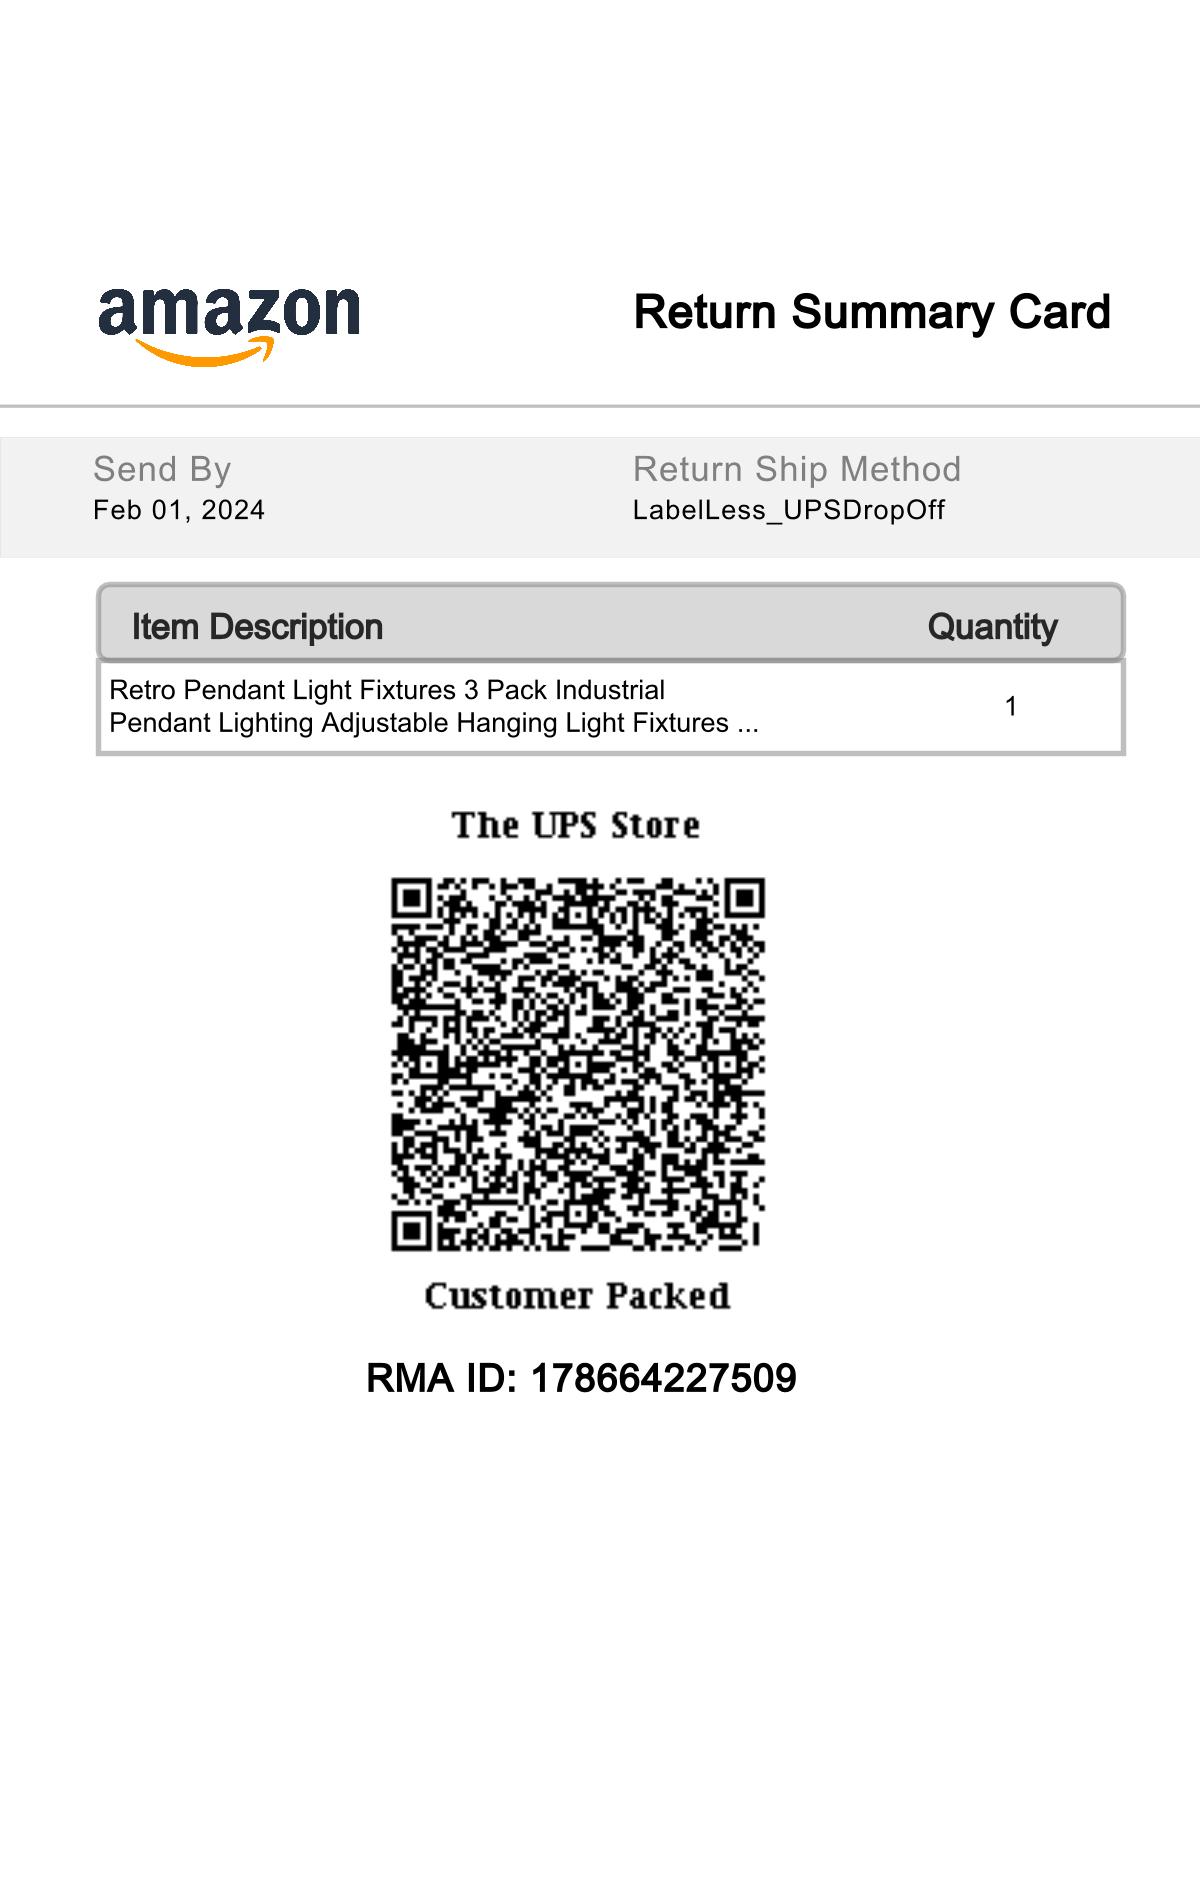 amazon
Return Summary Card
Send By
Return Ship Method
Feb 01, 2024
LabelLess_UPSDropOff
Item Description
Quantity
Retro Pendant Light Fixtures 3 Pack Industrial
Pendant Lighting Adjustable Hanging Light Fixtures ...
1
The UPS Store
Customer Packed
RMA ID: 178664227509